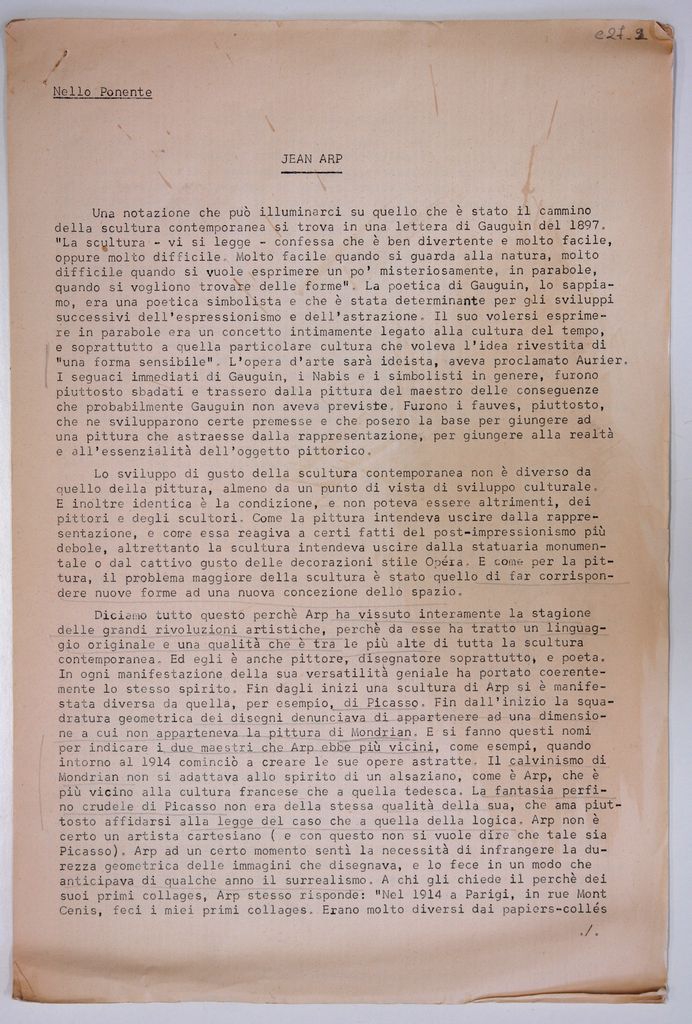 e27.2
Nello Ponente
JEAN ARP
Una notazione che può illuminarci su quello che è stato il cammino
della scultura contemporanea si trova in una lettera di Gauguin del 1897.
"La scultura - vi si legge - confessa che è ben divertente e molto facile,
oppure molto difficile. Molto facile quando si guarda alla natura, molto
difficile quando si vuole esprimere un po' misteriosamente, in parabole,
quando si vogliono trovare delle forme". La poetica di Gauguin, lo sappia-
mo, era una poetica simbolista e che è stata determinante per gli sviluppi
successivi dell'espressionismo e dell'astrazione. Il suo volersi esprime-
re in parabole era un concetto intimamente legato alla cultura del tempo,
e soprattutto a quella particolare cultura che voleva l'idea rivestita di
"una forma sensibile". L'opera d'arte sarà ideista, aveva proclamato Aurier.
I seguaci immediati di Gauguin, i Nabis e i simbolisti in genere, furono
piuttosto sbadati e trassero dalla pittura del maestro delle conseguenze
che probabilmente Gauguin non aveva previste. Furono i fauves, piuttosto,
che ne svilupparono certe premesse e che posero la base per giungere ad
una pittura che astraesse dalla rappresentazione, per giungere alla realtà
e all'essenzialità dell'oggetto pittorico.
Lo sviluppo di gusto della scultura contemporanea non è diverso da
quello della pittura, almeno da un punto di vista di sviluppo culturale.
E inoltre identica è la condizione, e non poteva essere altrimenti, dei
pittori e degli scultori. Come la pittura intendeva uscire dalla rappre-
sentazione, e come essa reagiva a certi fatti del post-impressionismo più
debole, altrettanto la scultura intendeva uscire dalla statuaria monumen-
tale o dal cattivo gusto delle decorazioni stile Opéra. E come per la pit-
tura, il problema maggiore della scultura è stato quello di far corrispon-
dere nuove forme ad una nuova concezione dello spazio.
Diciamo tutto questo perchè Arp ha vissuto interamente la stagione
delle grandi rivoluzioni artistiche, perchè da esse ha tratto un linguag-
gio originale e una qualità che è tra le più alte di tutta la scultura
contemporanea. Ed egli è anche pittore, disegnatore soprattutto, e poeta.
In ogni manifestazione della sua versatilità geniale ha portato coerente-
mente lo stesso spirito. Fin dagli inizi una scultura di Arp si è manife-
stata diversa da quella, per esempio, di Picasso. Fin dall'inizio la squa-
dratura geometrica dei disegni denunciava di appartenere ad una dimensio-
ne a cui non apparteneva la pittura di Mondrian. E si fanno questi nomi
per indicare i due maestri che Arp ebbe più vicini, come esempi, quando
intorno al 1914 cominciò a creare le sue opere astratte. Il calvinismo di
Mondrian non si adattava allo spirito di un alsaziano, come è Arp, che è
più vicino alla cultura francese che a quella tedesca. La fantasia perfi-
no crudele di Picasso non era della stessa qualità della sua, che ama piut-
tosto affidarsi alla legge del caso che a quella della logica. Arp non è
certo un artista cartesiano ( e con questo non si vuole dire che tale sia
Picasso). Arp ad un certo momento sentì la necessità di infrangere la du-
rezza geometrica delle immagini che disegnava, e lo fece in un modo che
anticipava di qualche anno il surrealismo. A chi gli chiede il perchè dei
suoi primi collages, Arp stesso risponde: "Nel 1914 a Parigi, in rue Mont
Cenis, feci i miei primi collages. Erano molto diversi dai papiers-collés
./.